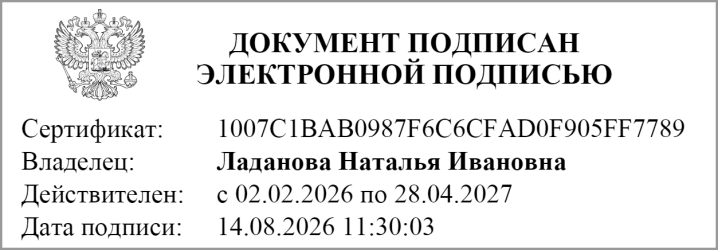 ДОКУМЕНТ ПОДПИСАН
ЭЛЕКТРОННОЙ ПОДПИСЬЮ
Сертификат: 1007C1BAB0987F6C6CFAD0F905FF7789
Владелец: Ладанова Наталья Ивановна
Действителен: с 02.02.2026 по 28.04.2027
Дата подписи: 14.08.2026 11:30:03